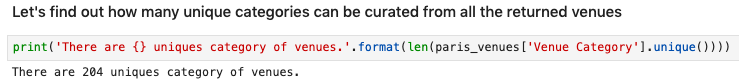 Let's find out how many unique categories can be curated from all the returned venues
print('There are {} uniques category of venues.'.format(len(paris_venues['Venue Category'].unique())))
There are 204 uniques category of venues.